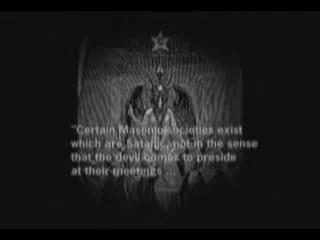 "Certain Masonic societies exist
which are Satanic, not in the sense
that the devil comes to preside
at their meetings ...